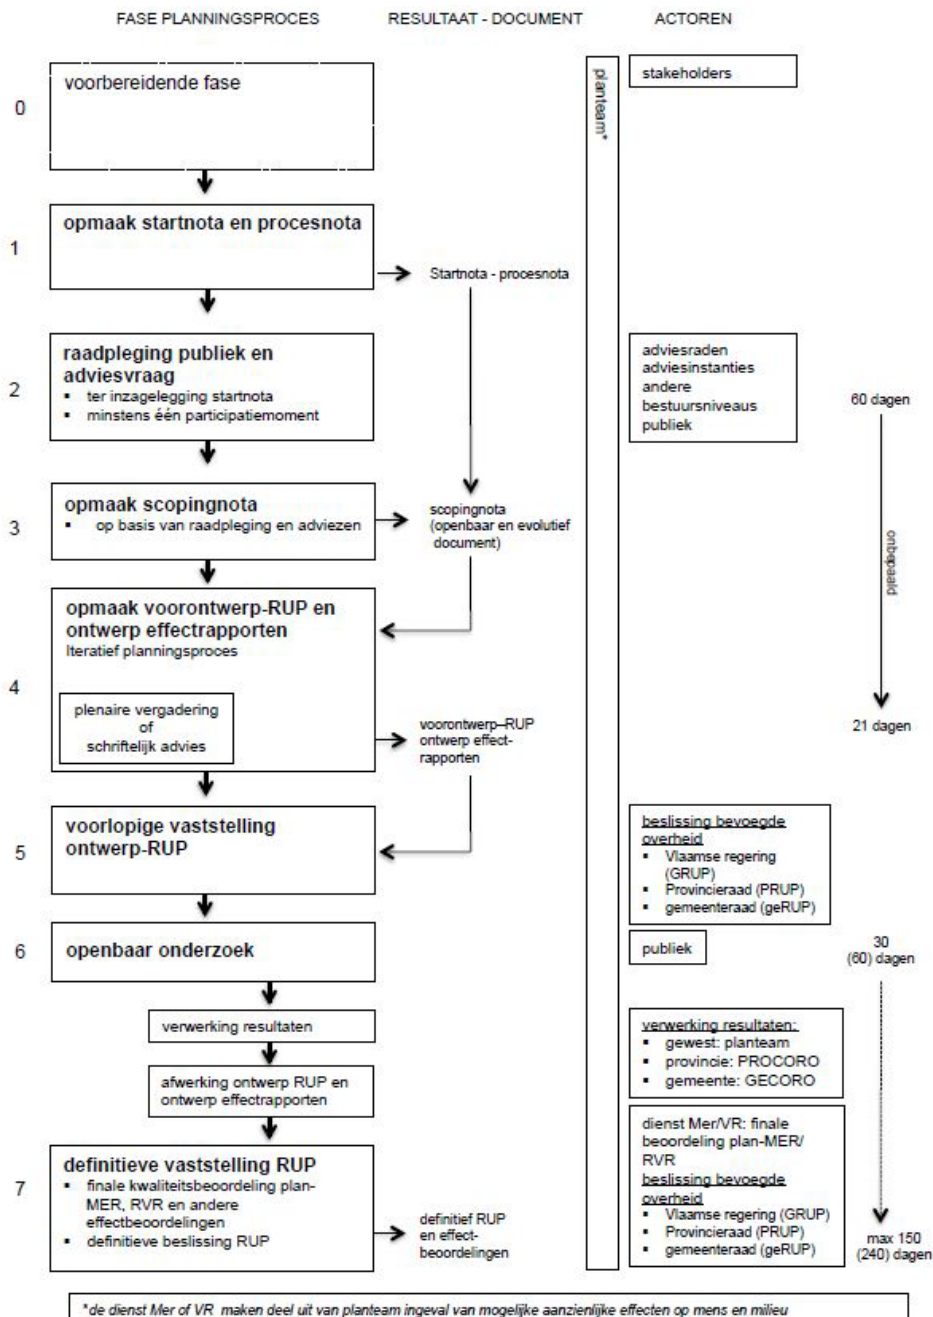 FASE PLANNINGSPROCES
RESULTAAT - DOCUMENT
ACTOREN
0
voorbereidende fase
planteam*
stakeholders
1
opmaak startnota en procesnota
Startnota - procesnota
2
raadpleging publiek en
adviesvraag
▪ ter inzagelegging startnota
▪ minstens één participatiemoment
adviesraden
adviesinstanties
andere
bestuursniveaus
publiek
60 dagen
3
opmaak scopingnota
▪ op basis van raadpleging en adviezen
scopingnota
(openbaar en evolutief
document)
onbepaald
4
opmaak voorontwerp-RUP en
ontwerp effectrapporten
Iteratief planningsproces
plenaire vergadering
of
schriftelijk advies
voorontwerp–RUP
ontwerp effect-
rapporten
21 dagen
5
voorlopige vaststelling
ontwerp-RUP
beslissing bevoegde
overheid
▪ Vlaamse regering
(GRUP)
▪ Provincieraad (PRUP)
▪ gemeenteraad (geRUP)
6
openbaar onderzoek
publiek
30
(60) dagen
verwerking resultaten
afwerking ontwerp RUP en
ontwerp effectrapporten
verwerking resultaten:
▪ gewest: planteam
▪ provincie: PROCORO
▪ gemeente: GECORO
7
definitieve vaststelling RUP
▪ finale kwaliteitsbeoordeling plan-
MER, RVR en andere
effectbeoordelingen
▪ definitieve beslissing RUP
definitief RUP
en effect-
beoordelingen
dienst Mer/VR: finale
beoordeling plan-MER/
RVR
beslissing bevoegde
overheid
▪ Vlaamse regering (GRUP)
▪ Provincieraad (PRUP)
▪ gemeenteraad (geRUP)
max 150
(240) dagen
*de dienst Mer of VR maken deel uit van planteam ingeval van mogelijke aanzienlijke effecten op mens en milieu